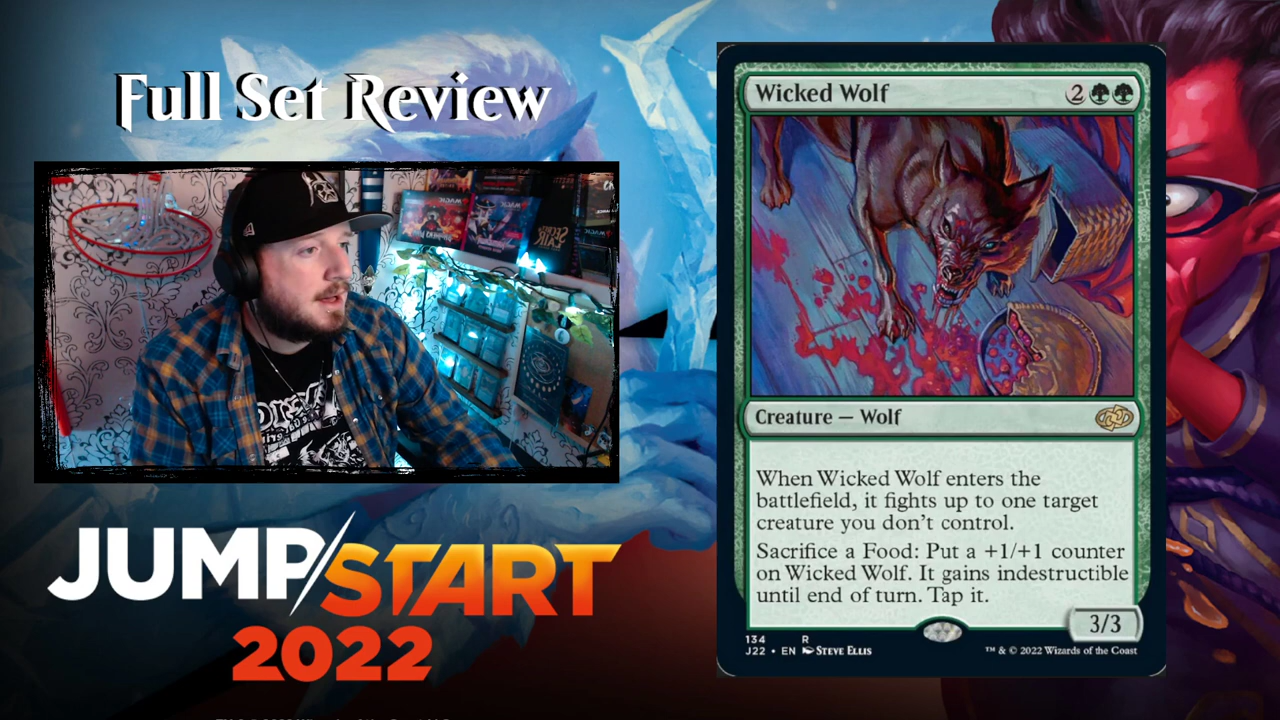 Full Set Review
JUMP/START
2022
Wicked Wolf 2
Creature — Wolf
When Wicked Wolf enters the
battlefield, it fights up to one target
creature you don't control.
Sacrifice a Food: Put a +1/+1 counter
on Wicked Wolf. It gains indestructible
until end of turn. Tap it.
3/3
134 R
J22 • EN STEVE ELLIS
™ & © 2022 Wizards of the Coast